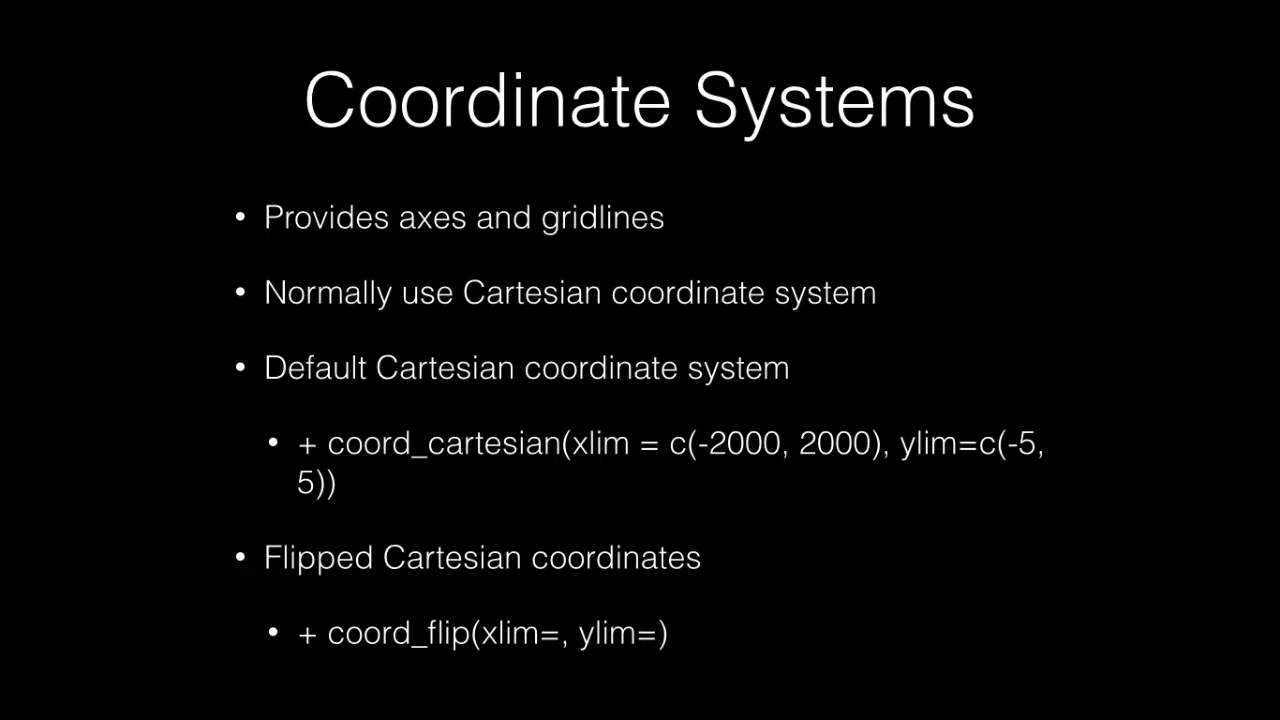 Coordinate Systems
• Provides axes and gridlines
• Normally use Cartesian coordinate system
• Default Cartesian coordinate system
• + coord_cartesian(xlim = c(-2000, 2000), ylim=c(-5,
5))
• Flipped Cartesian coordinates
• + coord_flip(xlim=, ylim=)